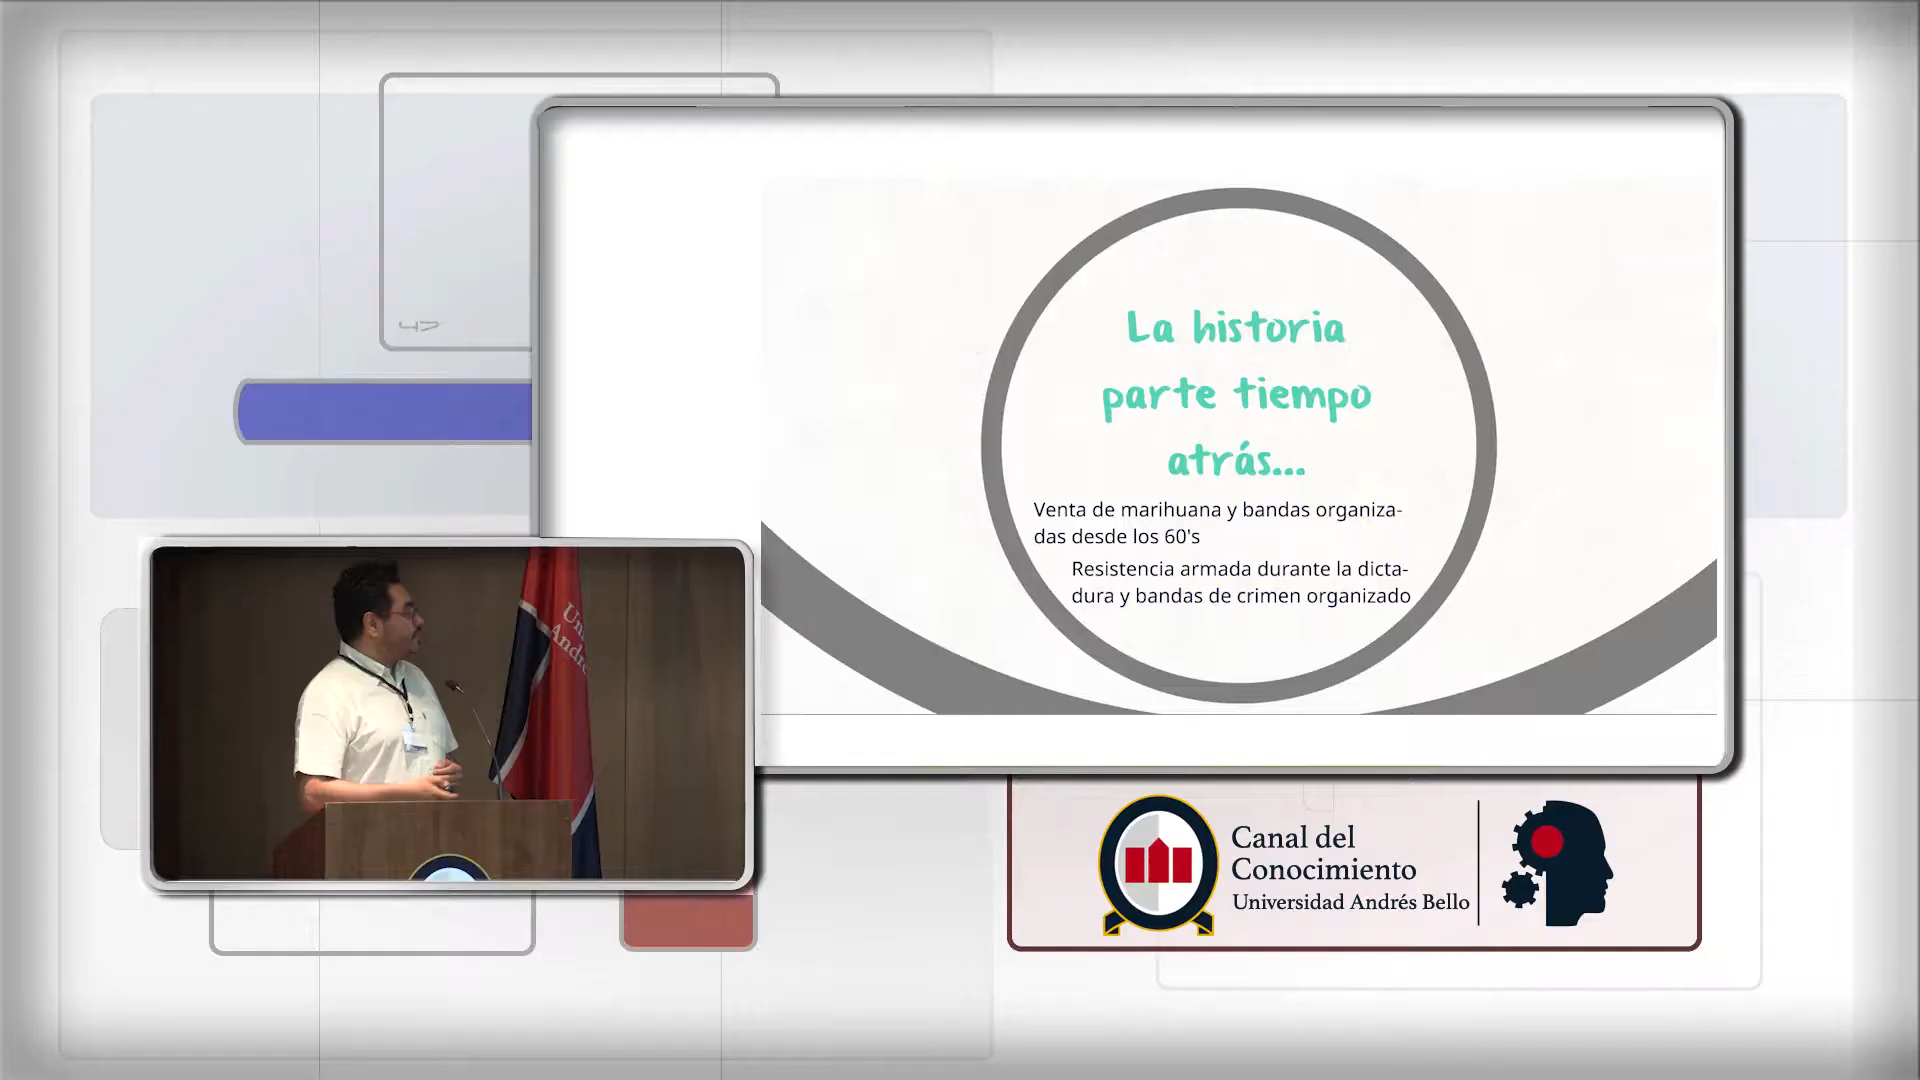 La historia
parte tiempo
atrás...
Venta de marihuana y bandas organiza-
das desde los 60's
Resistencia armada durante la dicta-
dura y bandas de crimen organizado
Canal del
Conocimiento
Universidad Andrés Bello